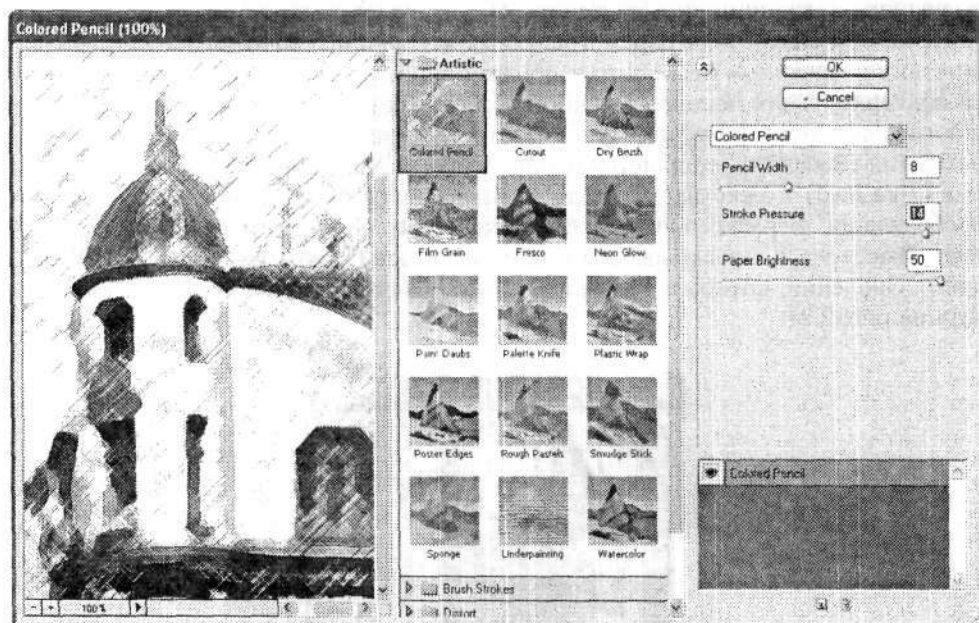 Colored Pencil (100%)
Artistic
Colored Pencil
Cutout
Dry Brush
Film Grain
Fresco
Neon Glow
Paint Daubs
Palette Knife
Plastic Wrap
Poster Edges
Rough Pastels
Smudge Stick
Sponge
Underpainting
Watercolor
Brush Strokes
Distort
100%
OK
Cancel
Colored Pencil
Pencil Width 8
Stroke Pressure 14
Paper Brightness 50
Colored Pencil